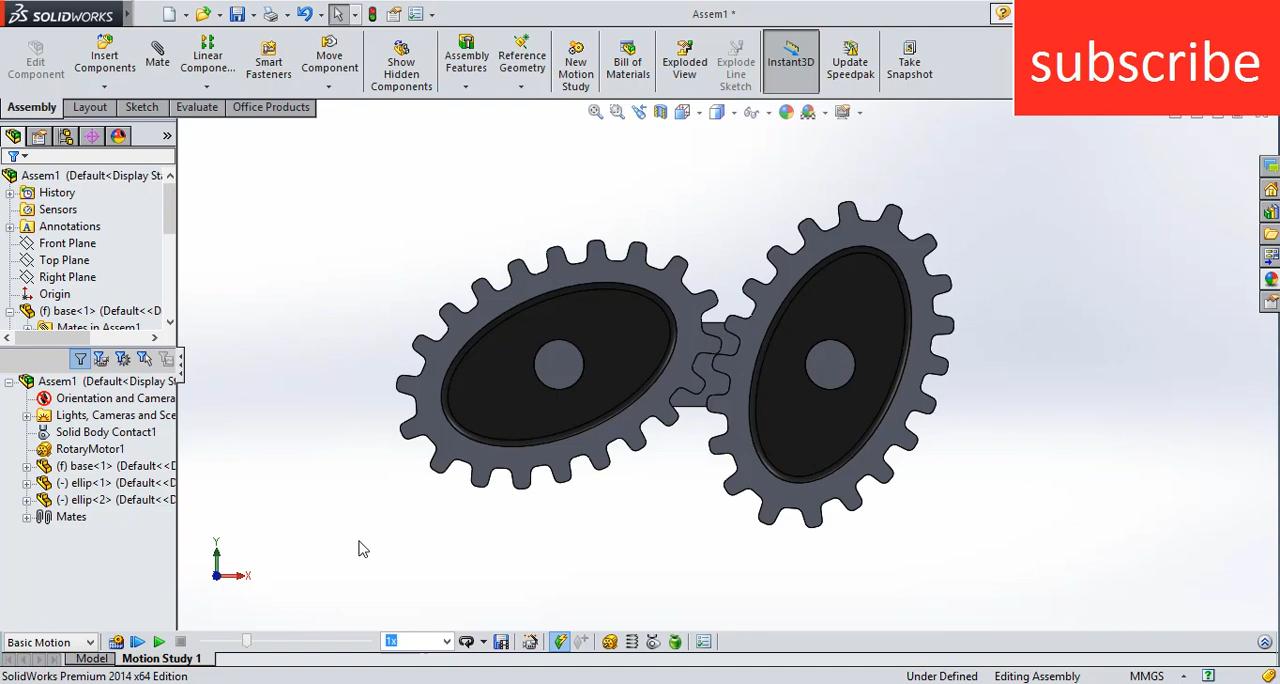 SOLIDWORKS
Assem1 *
subscribe
Edit Component
Insert Components
Mate
Linear Compone...
Smart Fasteners
Move Component
Show Hidden Components
Assembly Features
Reference Geometry
New Motion Study
Bill of Materials
Exploded View
Explode Line Sketch
Instant3D
Update Speedpak
Take Snapshot
Assembly
Layout
Sketch
Evaluate
Office Products
Assem1 (Default<Display Sta
History
Sensors
Annotations
Front Plane
Top Plane
Right Plane
Origin
(f) base<1> (Default<<D
Mates in Assem1
Assem1 (Default<Display S
Orientation and Camera
Lights, Cameras and Sce
Solid Body Contact1
RotaryMotor1
(f) base<1> (Default<<D
(-) ellip<1> (Default<<D
(-) ellip<2> (Default<<D
Mates
Y
X
Basic Motion
1x
Model
Motion Study 1
SolidWorks Premium 2014 x64 Edition
Under Defined
Editing Assembly
MMGS